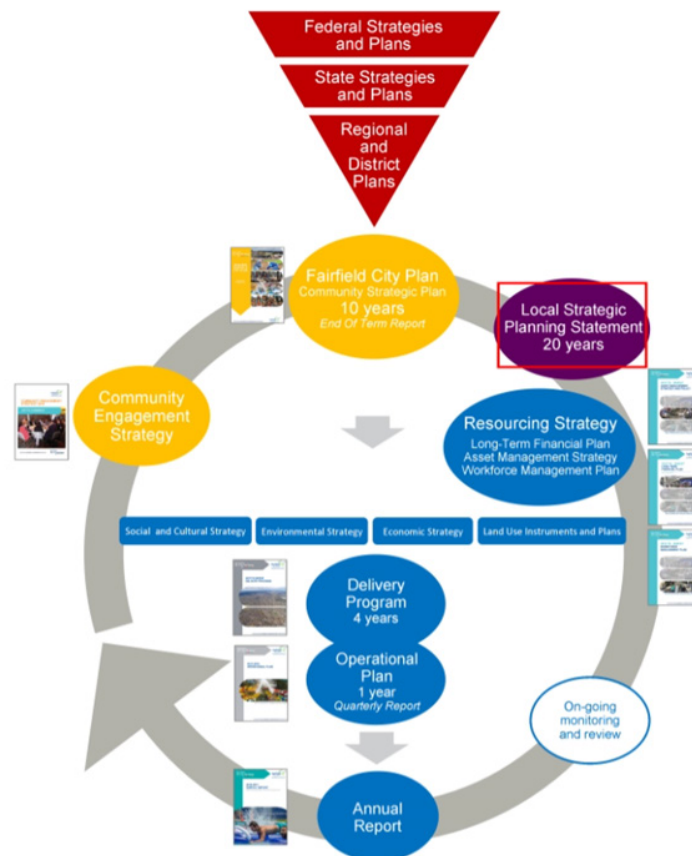 Federal Strategies
and Plans
State Strategies
and Plans
Regional
and
District
Plans
Fairfield City Plan
Community Strategic Plan
10 years
End Of Term Report
Local Strategic
Planning Statement
20 years
Community
Engagement
Strategy
Resourcing Strategy
Long-Term Financial Plan
Asset Management Strategy
Workforce Management Plan
Social and Cultural Strategy
Environmental Strategy
Economic Strategy
Land Use Instruments and Plans
Delivery
Program
4 years
Operational
Plan
1 year
Quarterly Report
On-going
monitoring
and review
Annual
Report